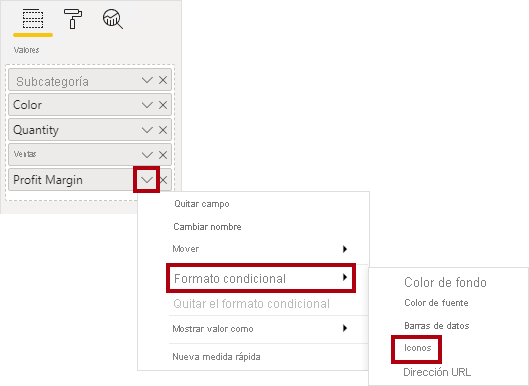 Valores
Subcategoría
Color
Quantity
Ventas
Profit Margin
Quitar campo
Cambiar nombre
Mover
Formato condicional
Quitar el formato condicional
Mostrar valor como
Nueva medida rápida
Color de fondo
Color de fuente
Barras de datos
Iconos
Dirección URL